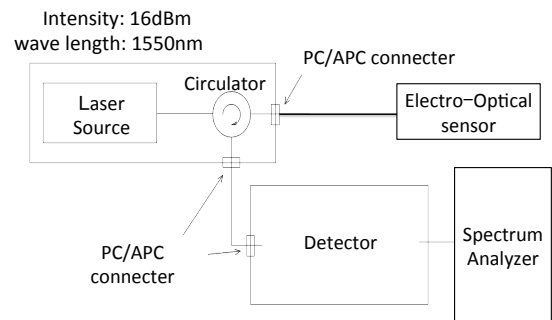 Intensity: 16dBm
wave length: 1550nm
PC/APC connecter
Circulator
Laser
Source
Electro−Optical
sensor
PC/APC
connecter
Detector
Spectrum
Analyzer